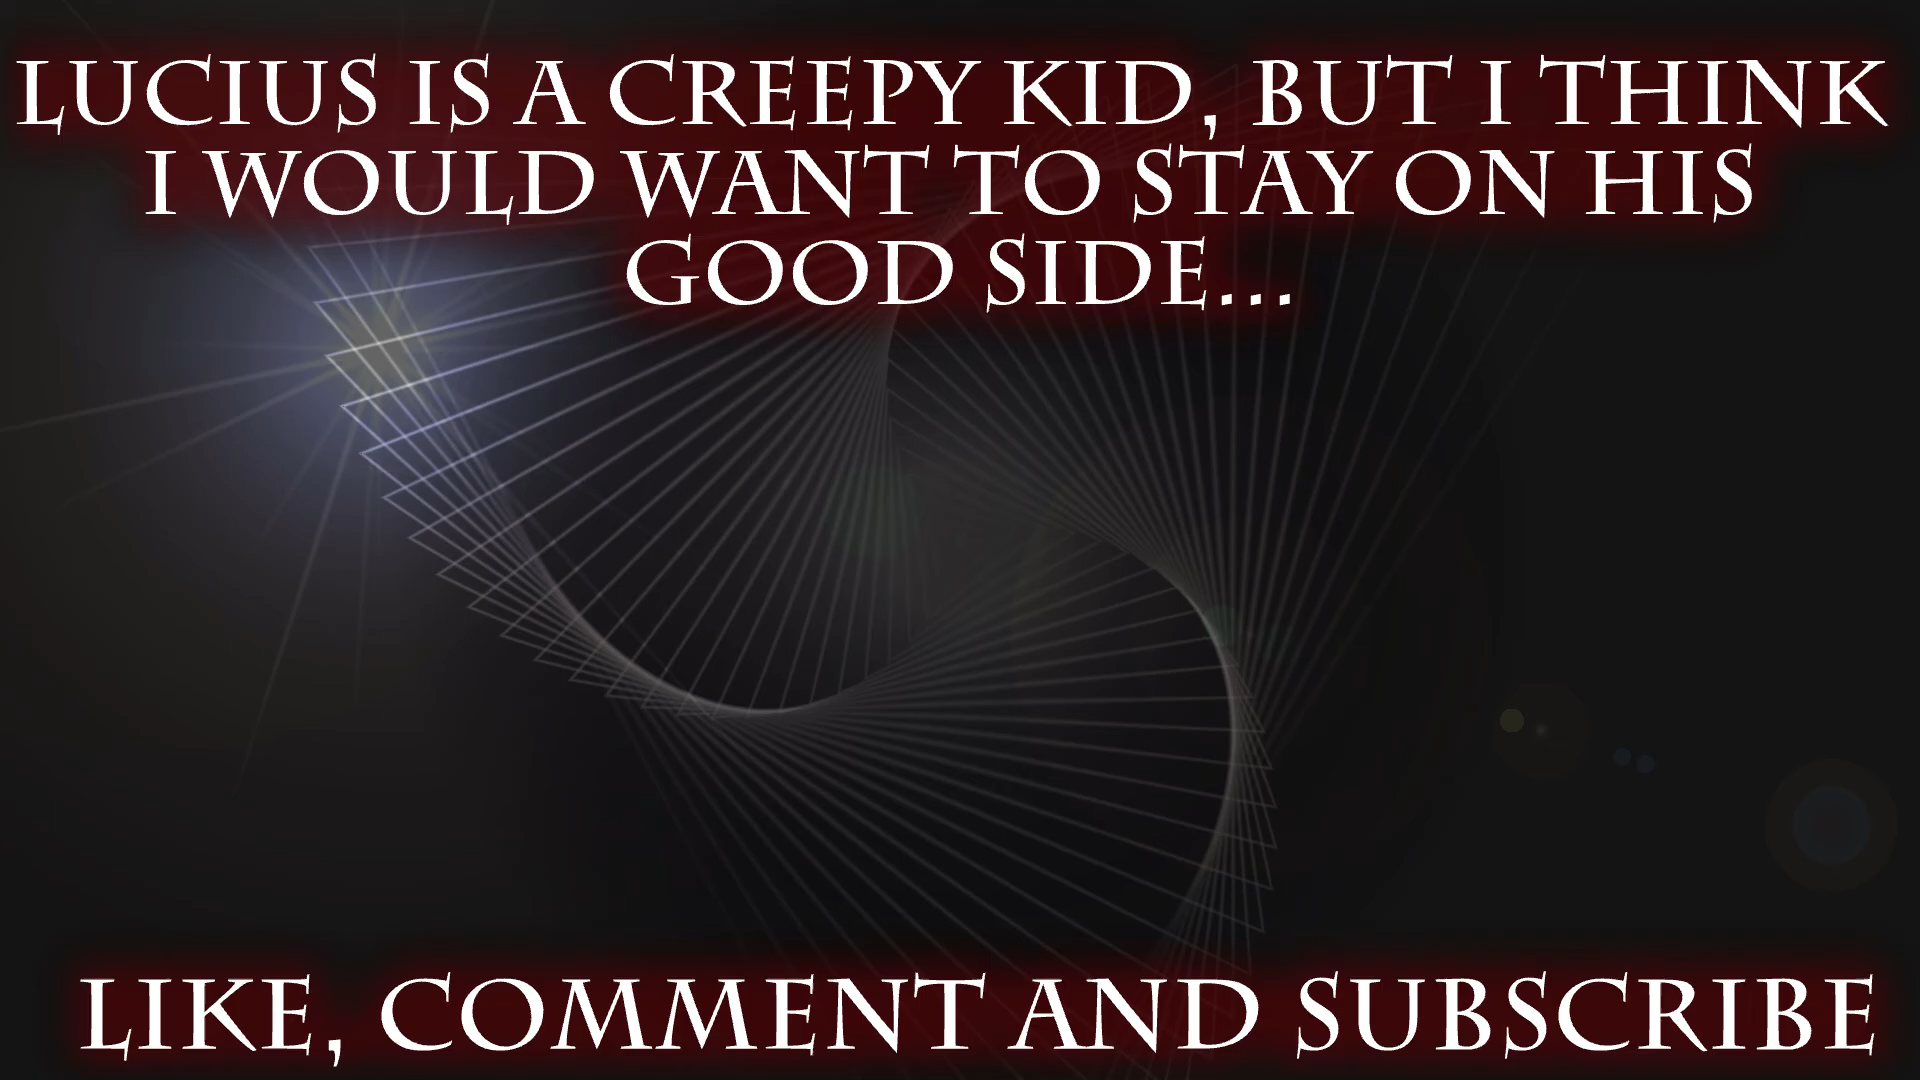 LUCIUS IS A CREEPY KID, BUT I THINK
I WOULD WANT TO STAY ON HIS
GOOD SIDE...
LIKE, COMMENT AND SUBSCRIBE